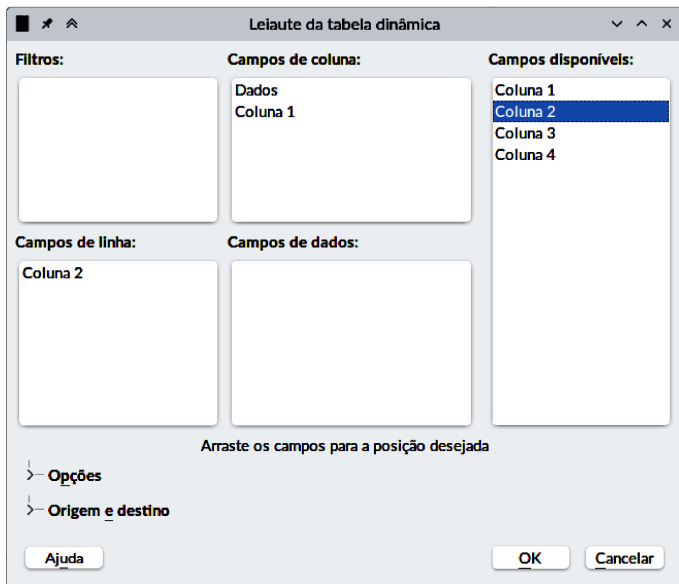 Leiaute da tabela dinâmica
Filtros:
Campos de coluna:
Campos disponíveis:
Dados
Coluna 1
Coluna 1
Coluna 2
Coluna 3
Coluna 4
Campos de linha:
Campos de dados:
Coluna 2
Arraste os campos para a posição desejada
Opções
Origem e destino
Ajuda
OK
Cancelar